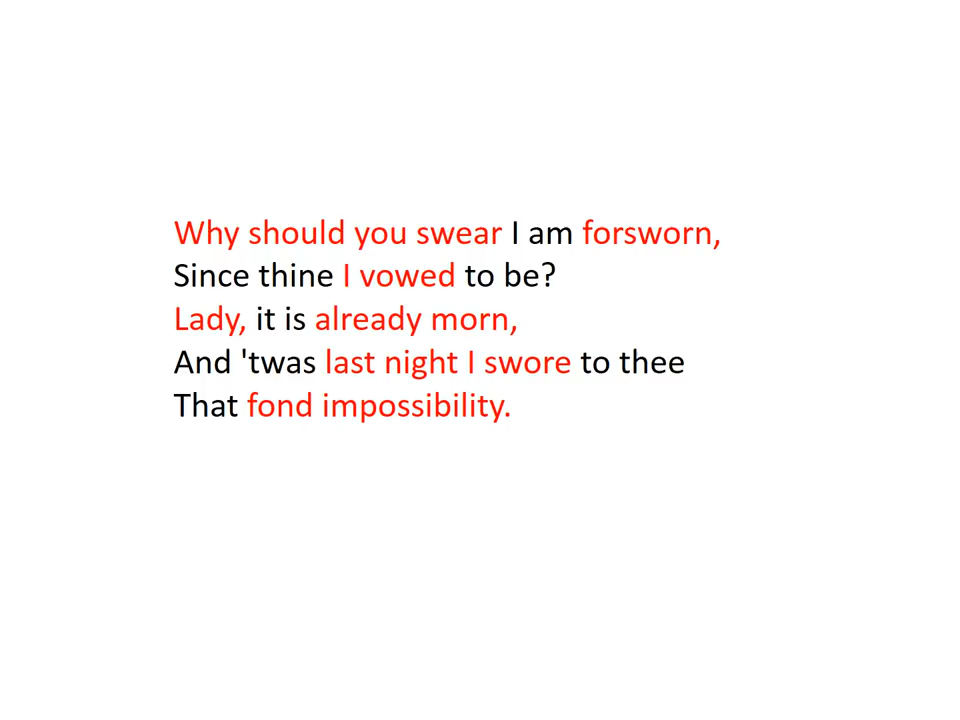 Why should you swear I am forsworn,
Since thine I vowed to be?
Lady, it is already morn,
And 'twas last night I swore to thee
That fond impossibility.